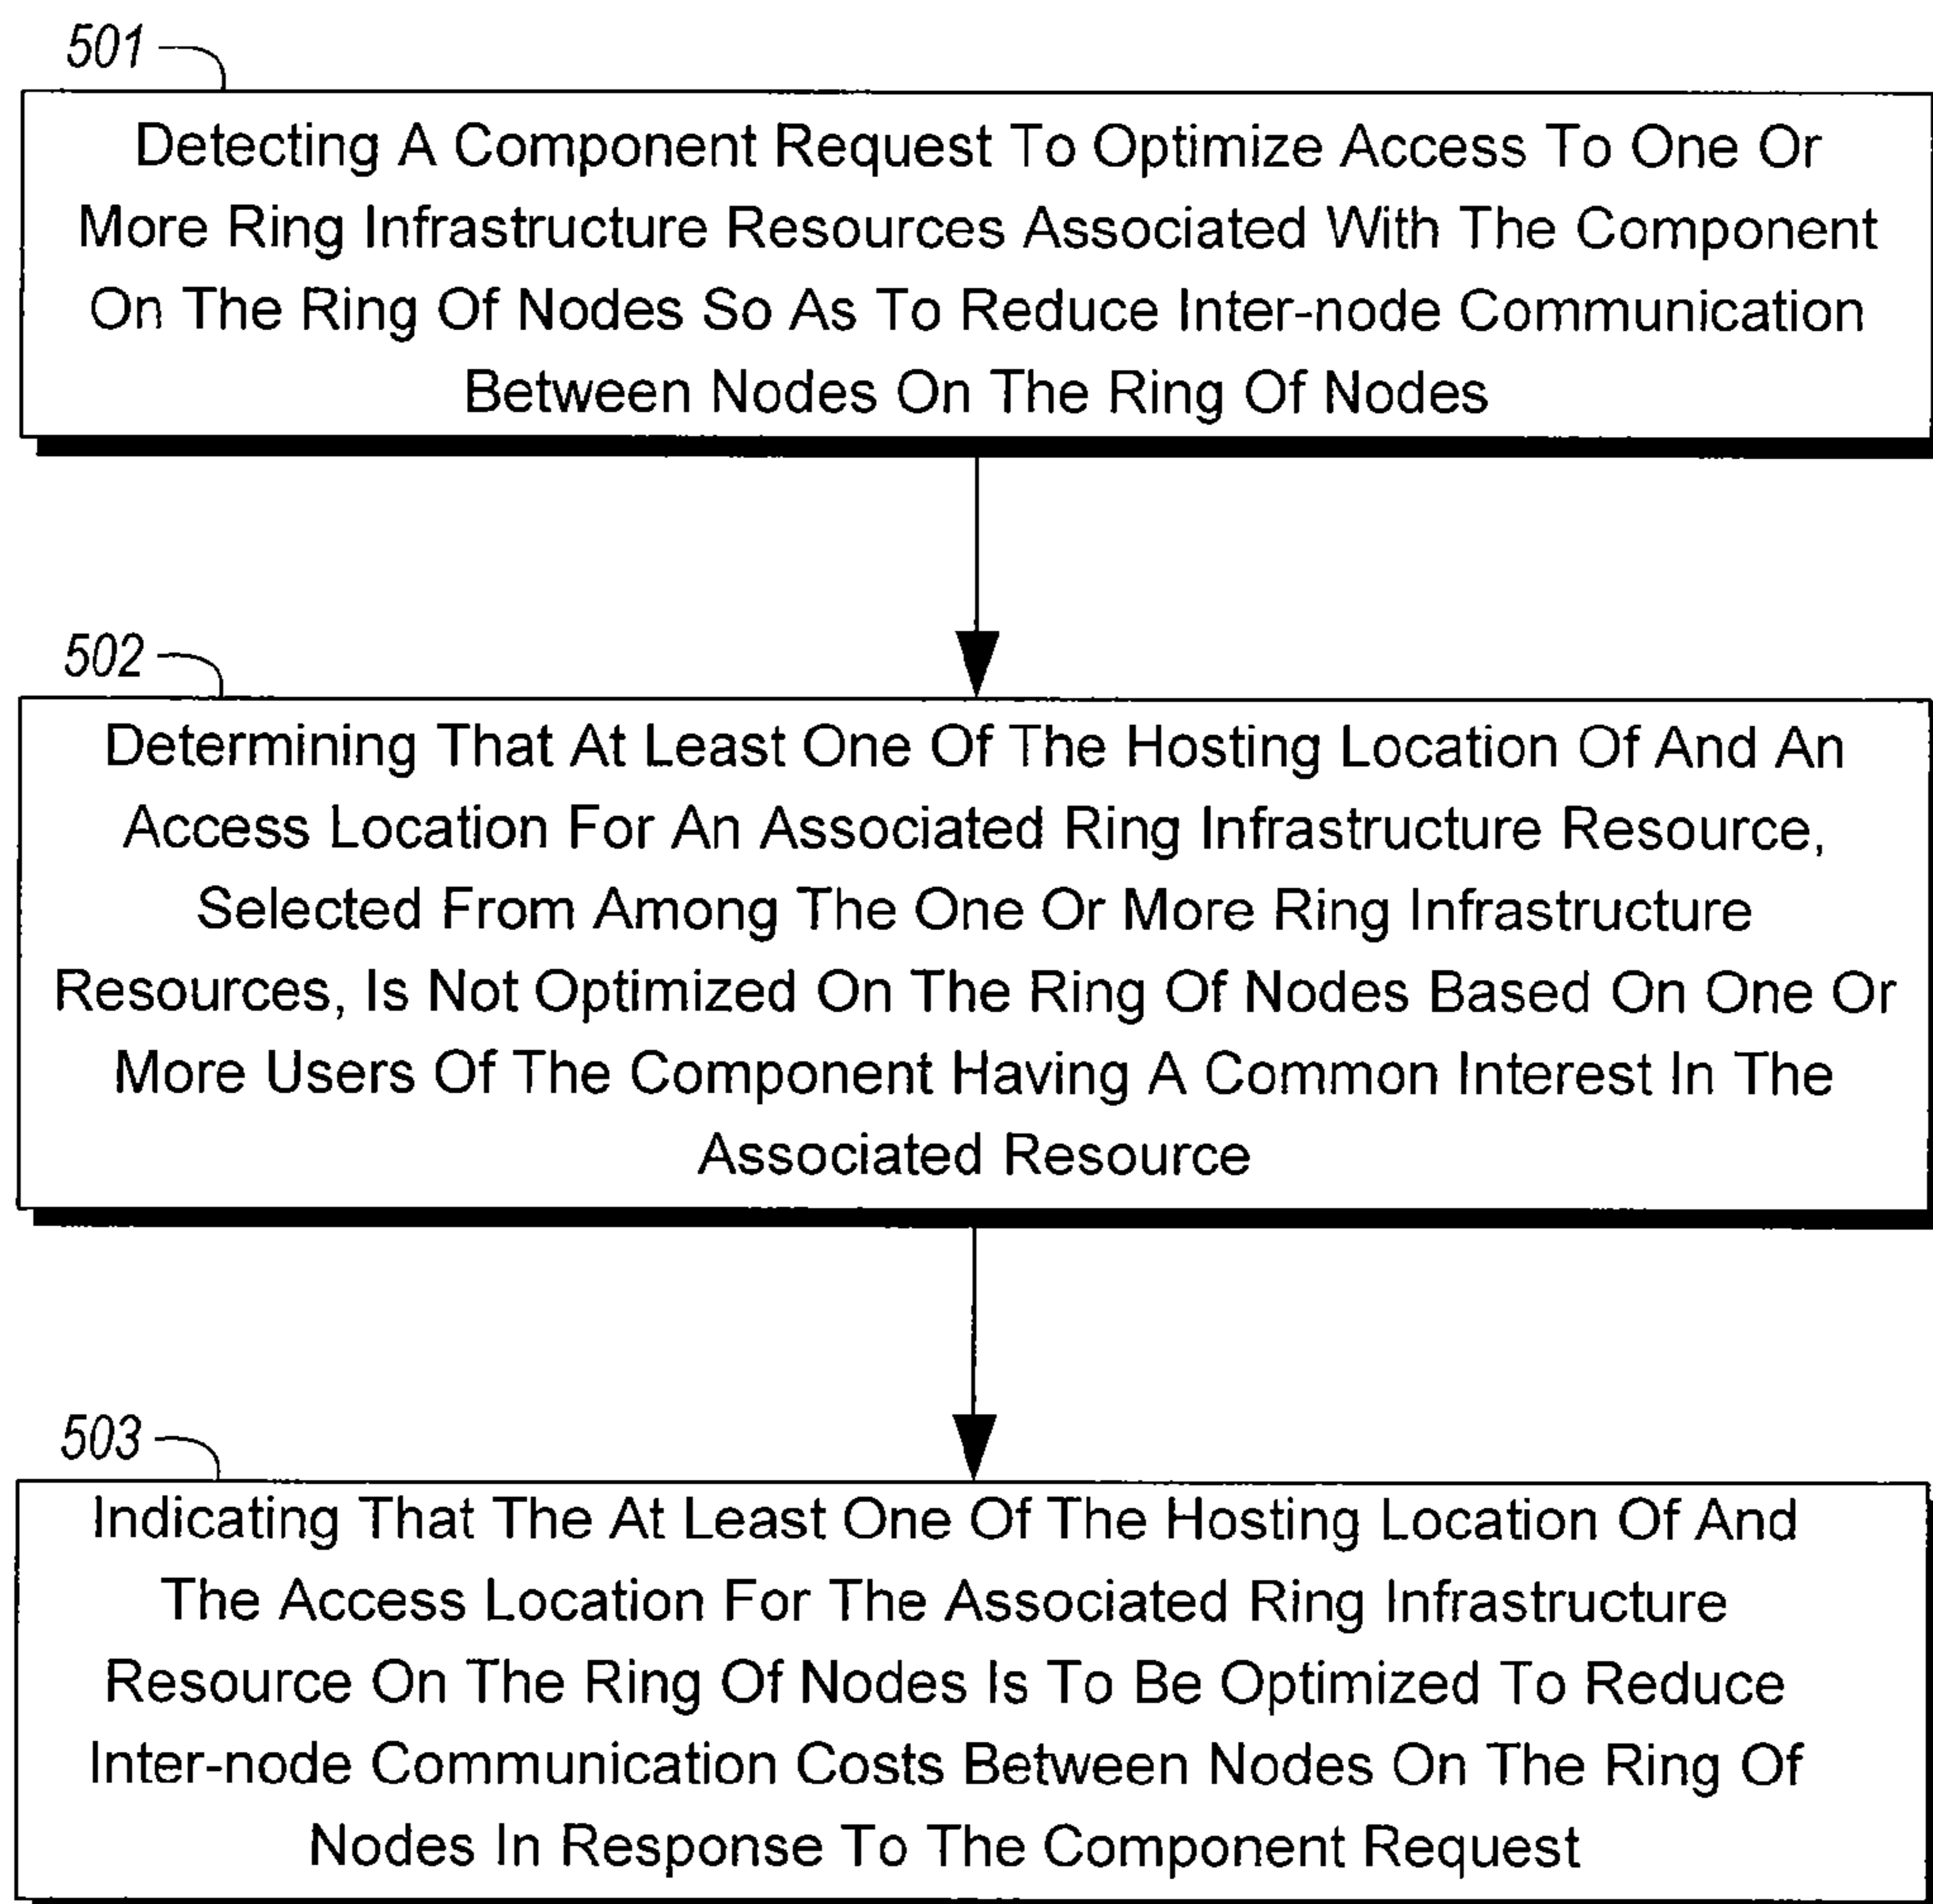 501
Detecting A Component Request To Optimize Access To One Or
More Ring Infrastructure Resources Associated With The Component
On The Ring Of Nodes So As To Reduce Inter-node Communication
Between Nodes On The Ring Of Nodes
502
Determining That At Least One Of The Hosting Location Of And An
Access Location For An Associated Ring Infrastructure Resource,
Selected From Among The One Or More Ring Infrastructure
Resources, Is Not Optimized On The Ring Of Nodes Based On One Or
More Users Of The Component Having A Common Interest In The
Associated Resource
503
Indicating That The At Least One Of The Hosting Location Of And
The Access Location For The Associated Ring Infrastructure
Resource On The Ring Of Nodes Is To Be Optimized To Reduce
Inter-node Communication Costs Between Nodes On The Ring Of
Nodes In Response To The Component Request